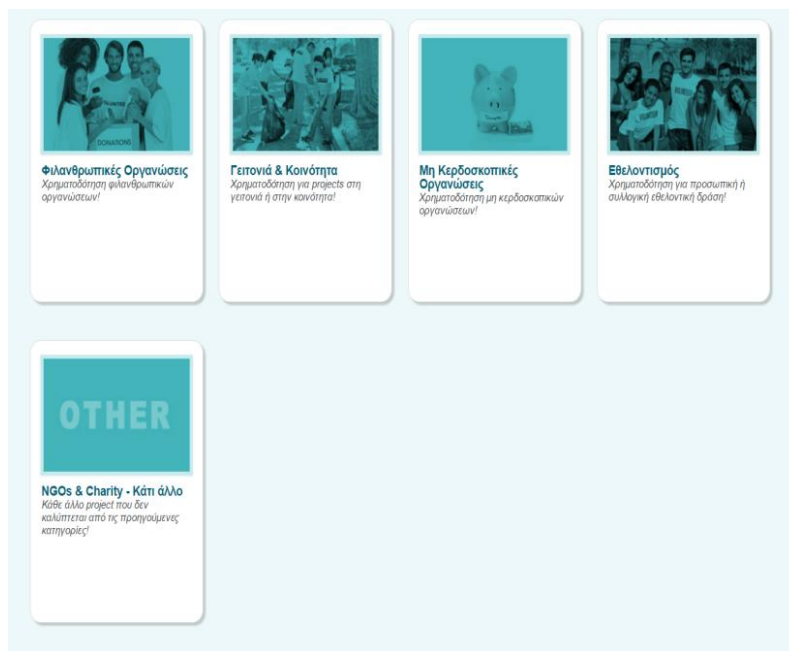 VOLUNTEER
DONATIONS
VOLUNTEER
Φιλανθρωπικές Οργανώσεις
Χρηματοδότηση φιλανθρωπικών
οργανώσεων!
Γειτονιά & Κοινότητα
Χρηματοδότηση για projects στη
γειτονιά ή στην κοινότητα!
Μη Κερδοσκοπικές
Οργανώσεις
Χρηματοδότηση μη κερδοσκοπικών
οργανώσεων!
Εθελοντισμός
Χρηματοδότηση για προσωπική ή
συλλογική εθελοντική δράση!
OTHER
NGOs & Charity - Κάτι άλλο
Κάθε άλλο project που δεν
καλύπτεται από τις προηγούμενες
κατηγορίες!